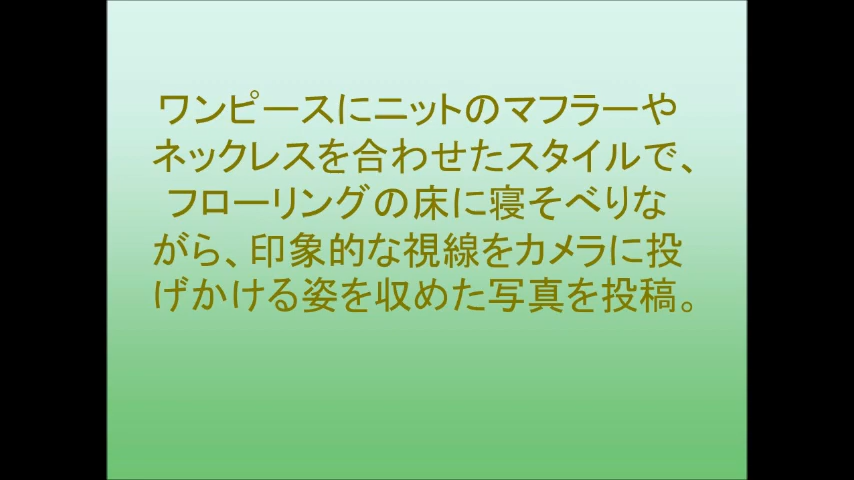 ワンピースにニットのマフラーや
ネックレスを合わせたスタイルで、
フローリングの床に寝そべりな
がら、印象的な視線をカメラに投
げかける姿を収めた写真を投稿。